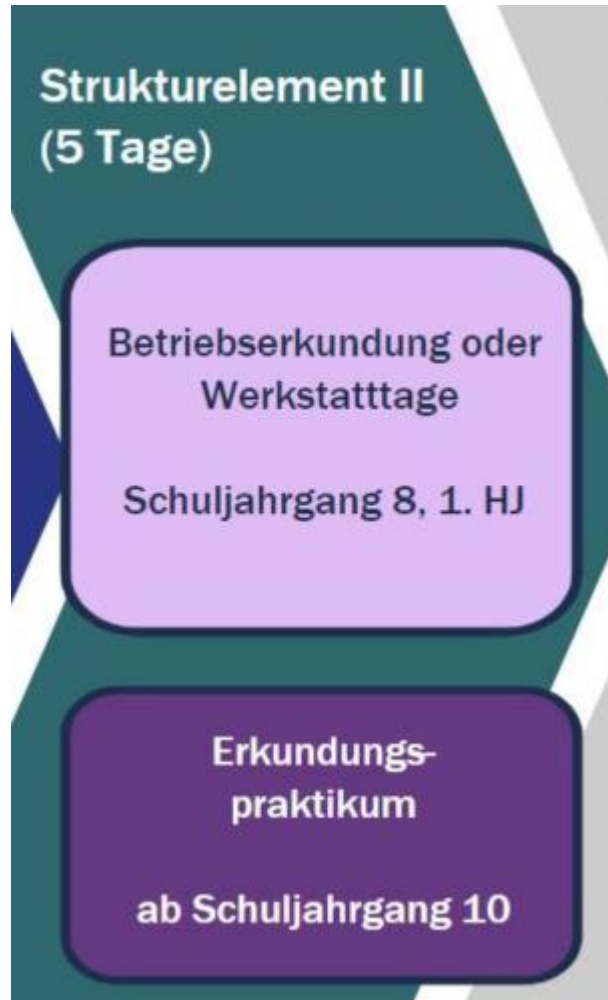 Strukturelement II
(5 Tage)
Betriebserkundung oder
Werkstatttage
Schuljahrgang 8, 1. HJ
Erkundungs-
praktikum
ab Schuljahrgang 10